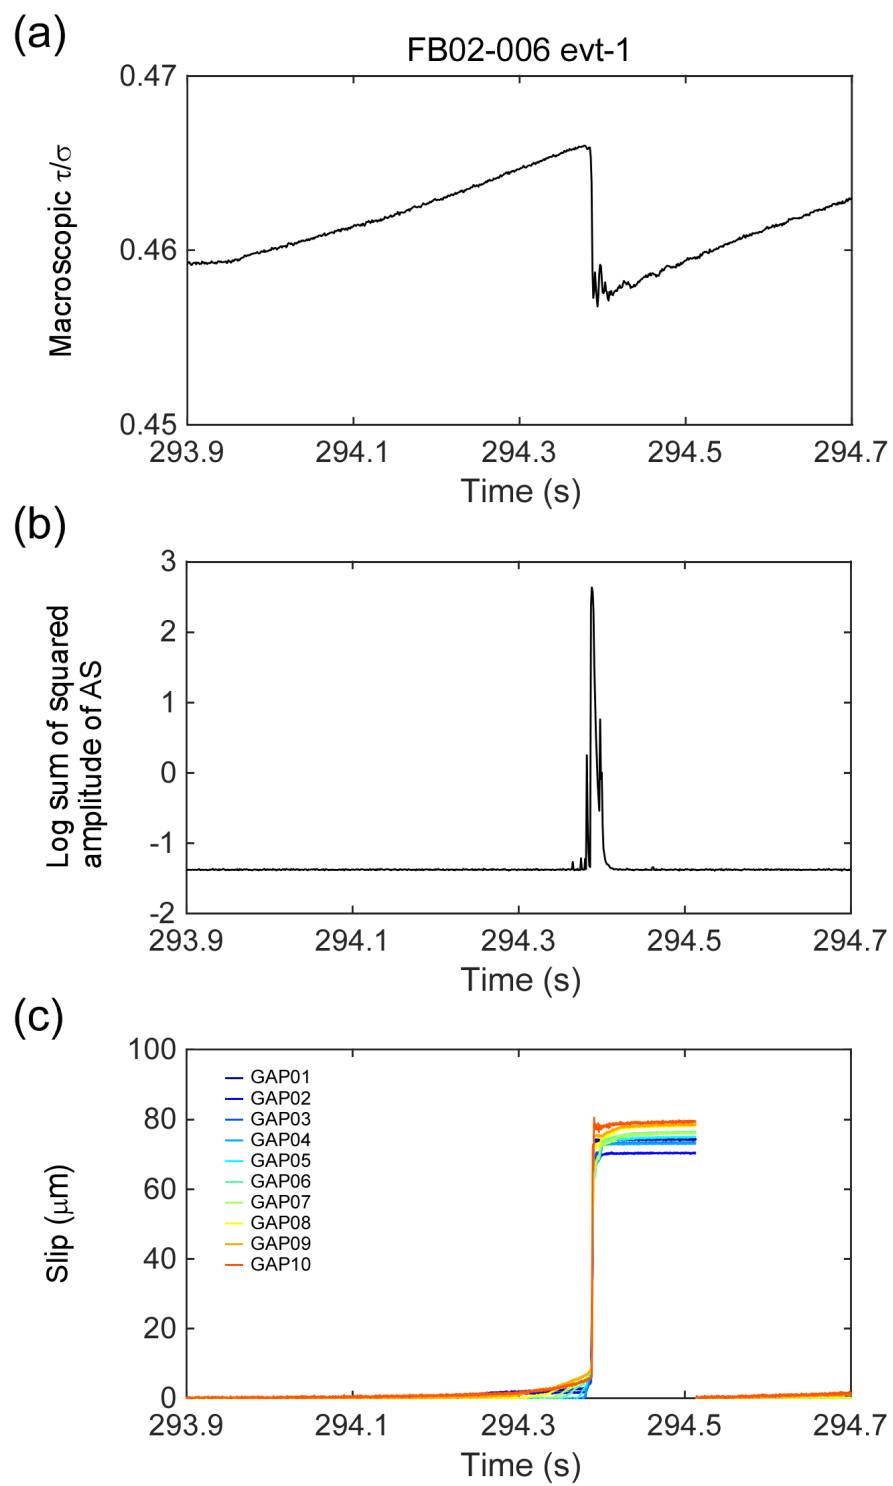 (a)
FB02-006 evt-1
Macroscopic τ/σ
0.47
0.46
0.45
293.9 294.1 294.3 294.5 294.7
Time (s)
(b)
Log sum of squared
amplitude of AS
3
2
1
0
-1
-2
293.9 294.1 294.3 294.5 294.7
Time (s)
(c)
Slip (μm)
100
80
60
40
20
0
GAP01
GAP02
GAP03
GAP04
GAP05
GAP06
GAP07
GAP08
GAP09
GAP10
293.9 294.1 294.3 294.5 294.7
Time (s)